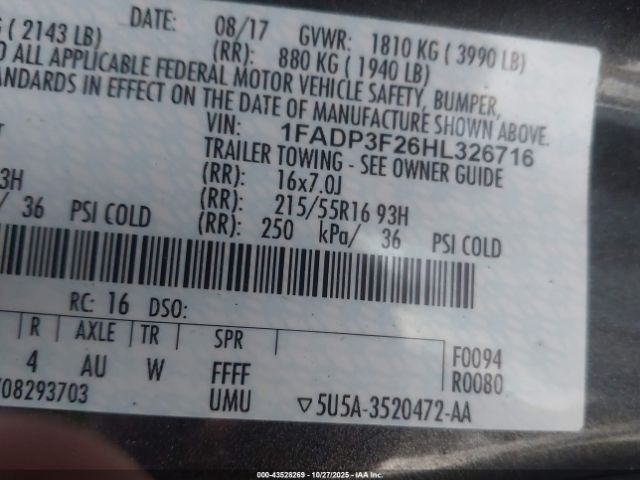 ( 2143 LB) DATE: 08/17 GVWR: 1810 KG ( 3990 LB)
(RR): 880 KG ( 1940 LB)
O ALL APPLICABLE FEDERAL MOTOR VEHICLE SAFETY, BUMPER,
ANDARDS IN EFFECT ON THE DATE OF MANUFACTURE SHOWN ABOVE.
VIN: 1FADP3F26HL326716
TRAILER TOWING - SEE OWNER GUIDE
3H (RR): 16x7.0J
(RR): 215/55R16 93H
/ 36 PSI COLD (RR): 250 kPa/ 36 PSI COLD
RC: 16 DSO:
R AXLE TR SPR
4 AU W FFFF F0094
R0080
08293703 UMU ▽5U5A-3520472-AA
000-43528269 • 10/27/2025 • IAAI.COM